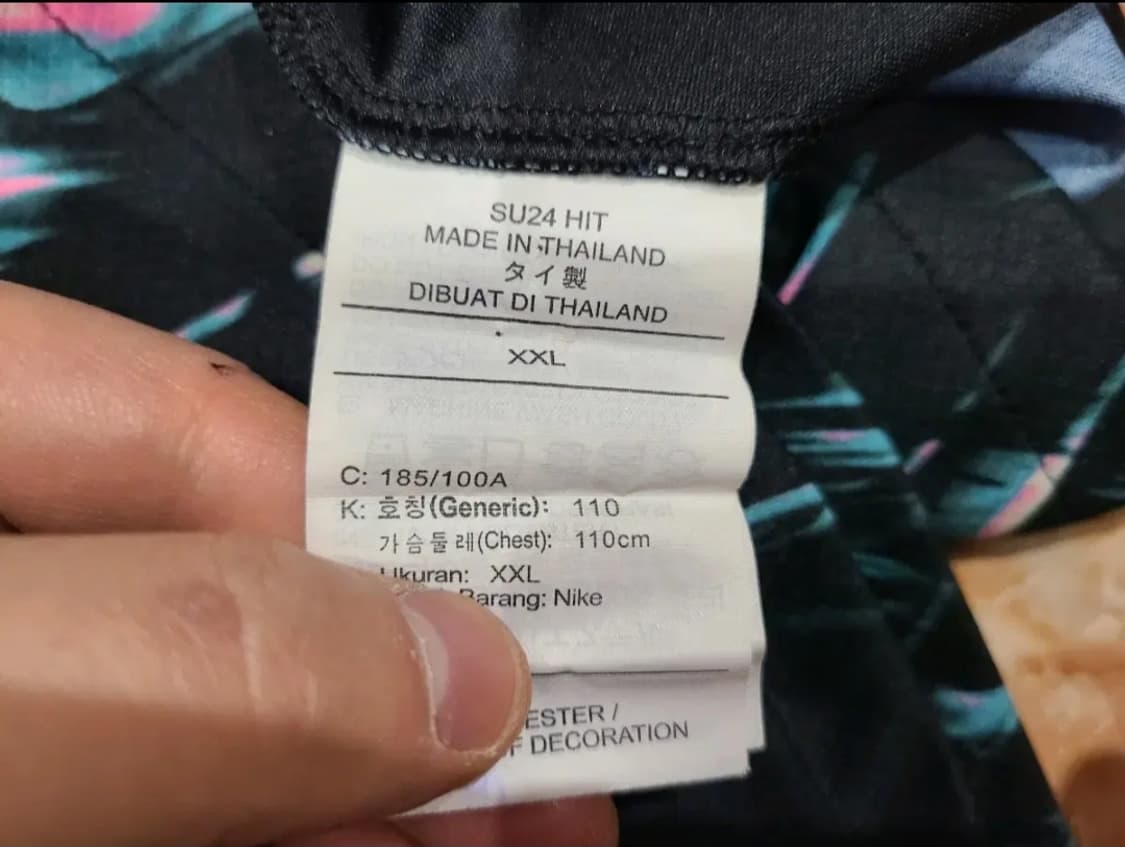 SU24 HIT
MADE IN THAILAND
タイ製
DIBUAT DI THAILAND
XXL
C: 185/100A
K: 호칭(Generic): 110
가슴둘레(Chest): 110cm
Ukuran: XXL
Barang: Nike
DECORATION